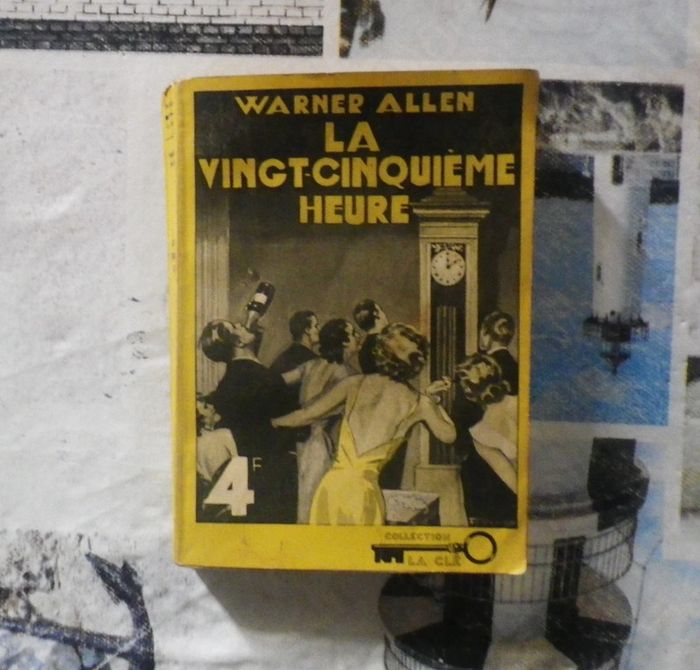 WARNER ALLEN
LA
VINGT-CINQUIÈME
HEURE
4F
COLLECTION
LA CLÉ